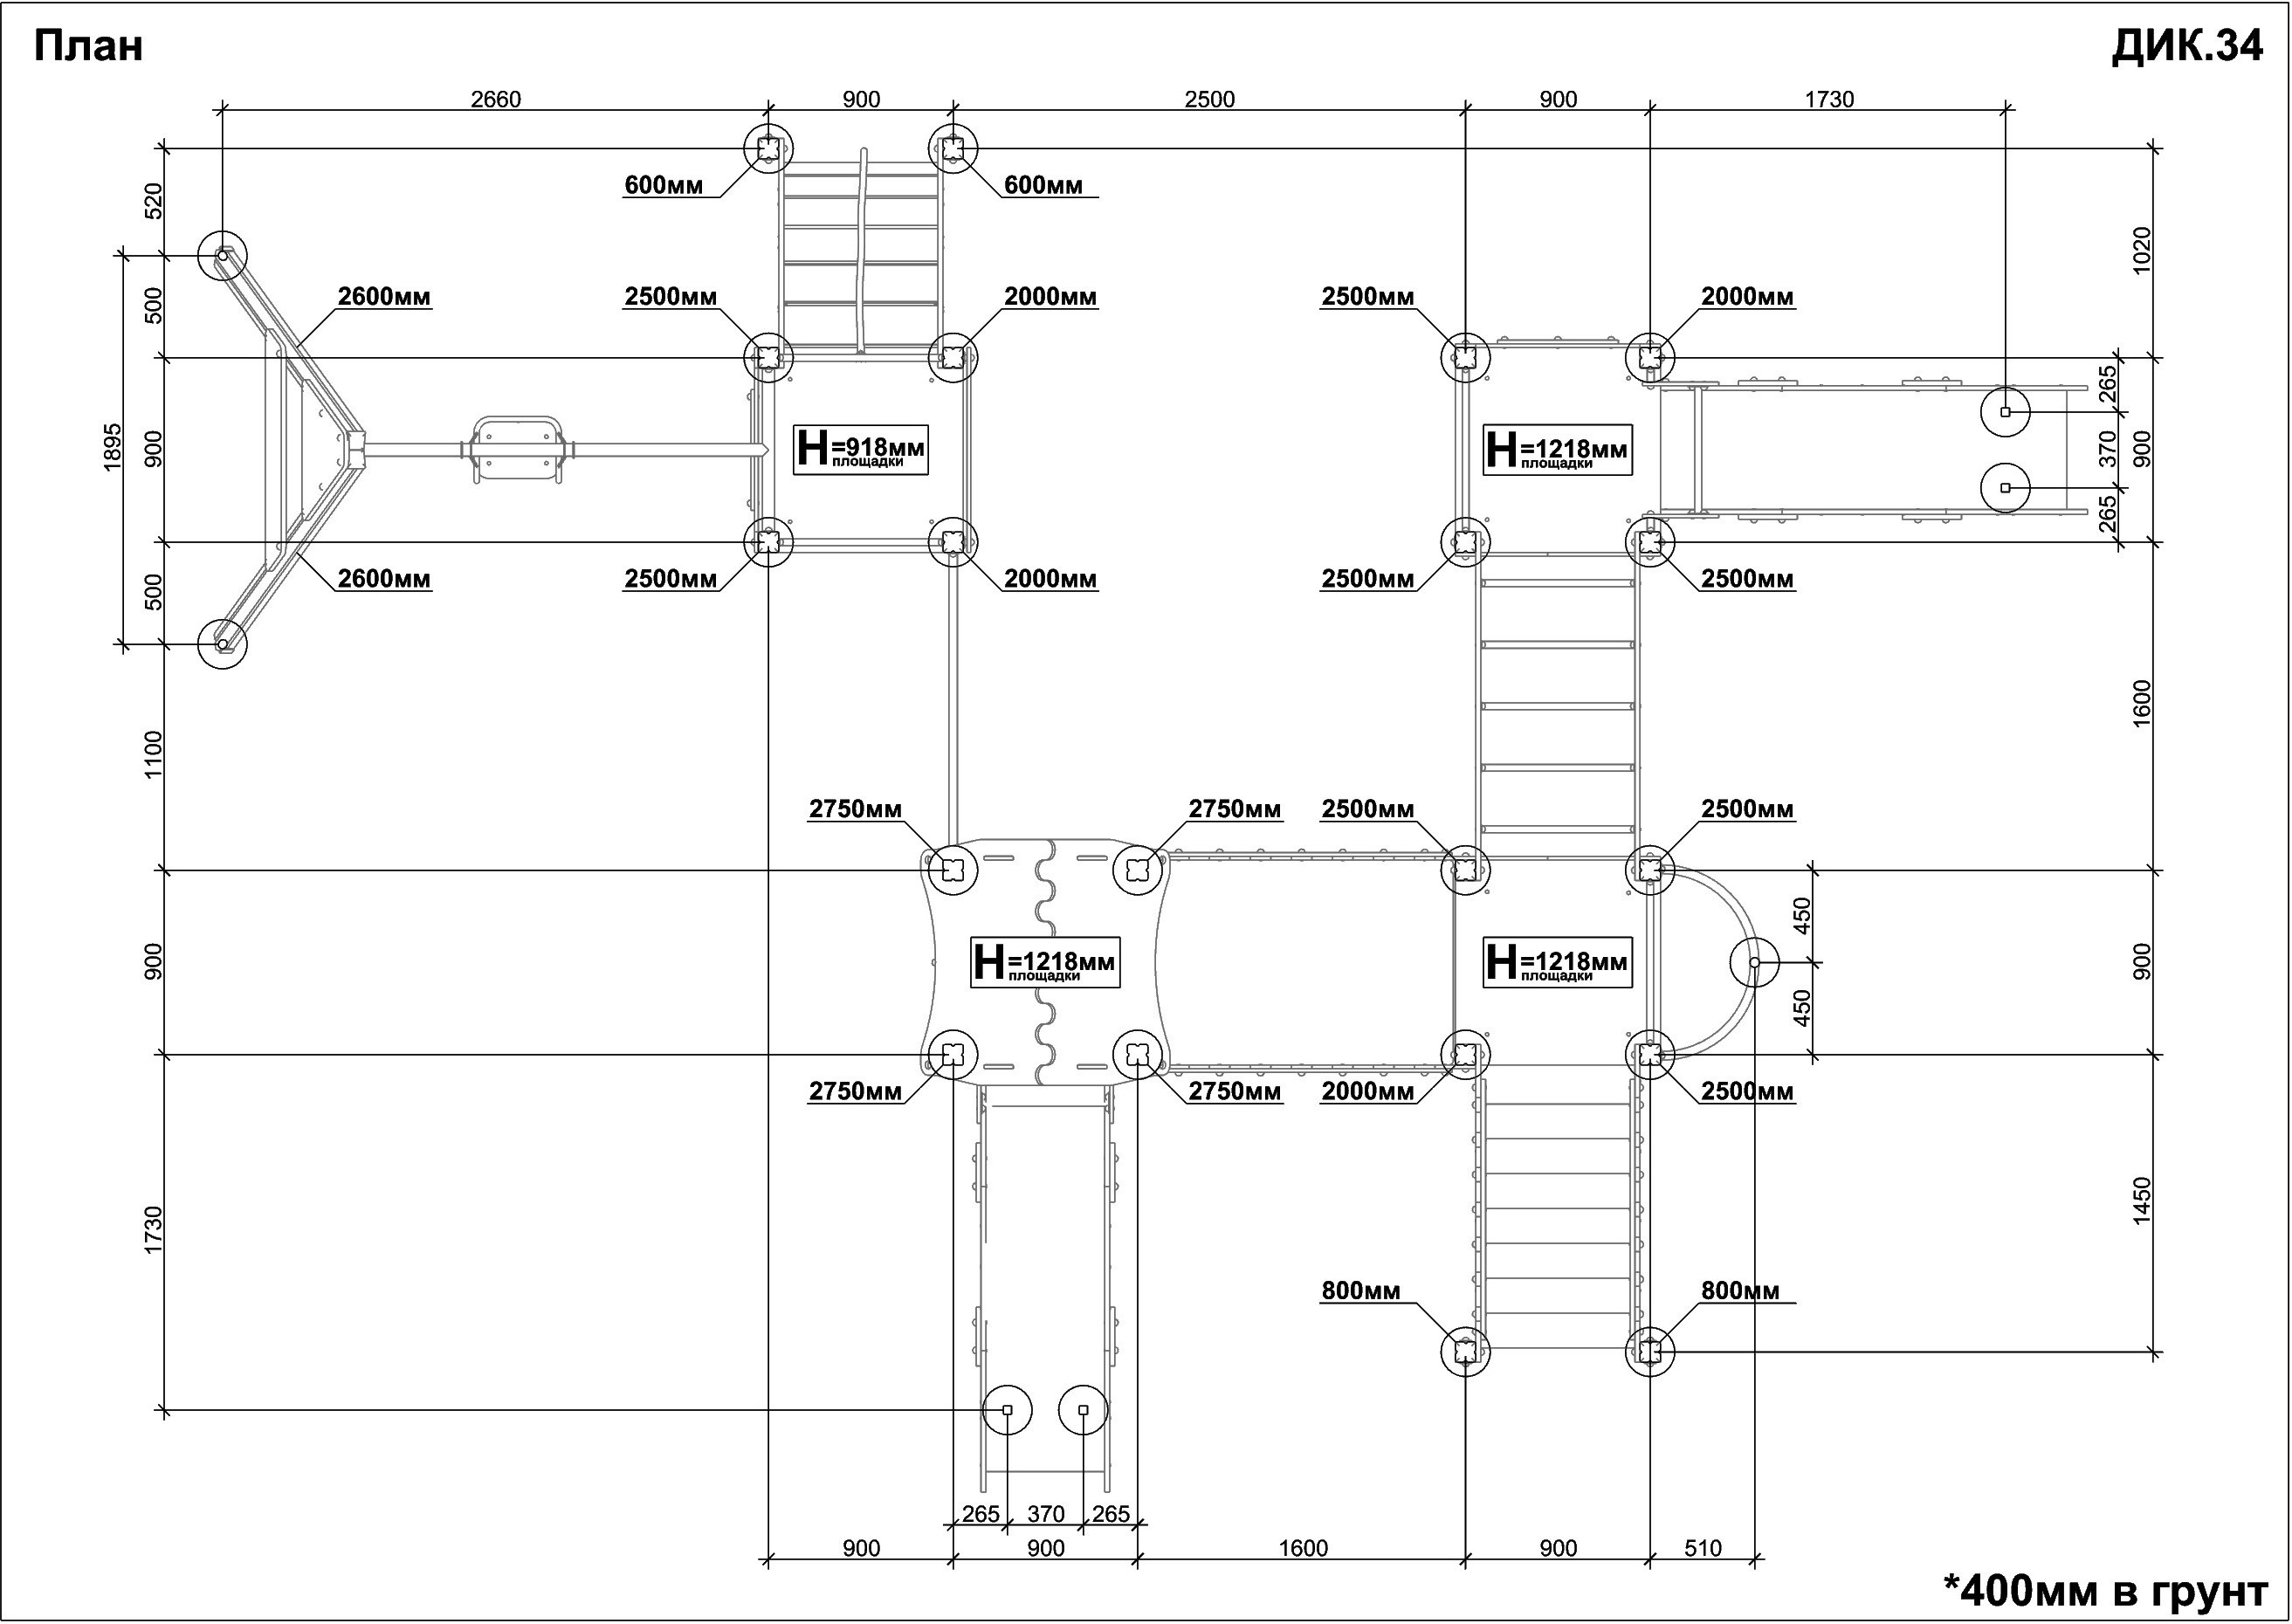 План
ДИК.34
2660
900
2500
900
1730
520
600мм
600мм
1020
500
2600мм
2500мм
2000мм
2500мм
2000мм
265
1895
900
H=918мм
площадки
H=1218мм
площадки
370
900
265
500
2600мм
2500мм
2000мм
2500мм
2500мм
1600
1100
2750мм
2750мм
2500мм
2500мм
450
900
H=1218мм
площадки
H=1218мм
площадки
900
450
2750мм
2750мм
2000мм
2500мм
1730
1450
800мм
800мм
265
370
265
900
900
1600
900
510
*400мм в грунт